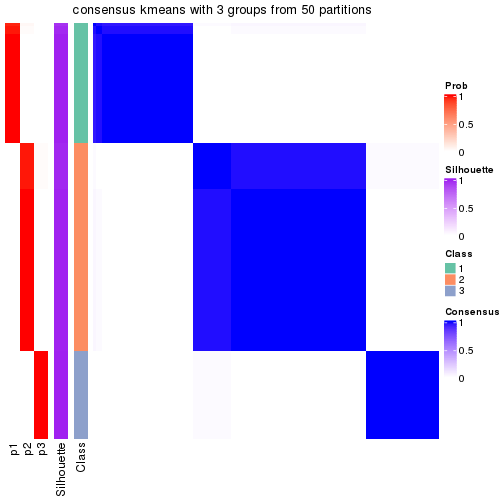 consensus kmeans with 3 groups from 50 partitions
Prob
1
0.5
0
Silhouette
1
0.5
0
Class
1
2
3
Consensus
1
0.5
0
p1
p2
p3
Silhouette
Class